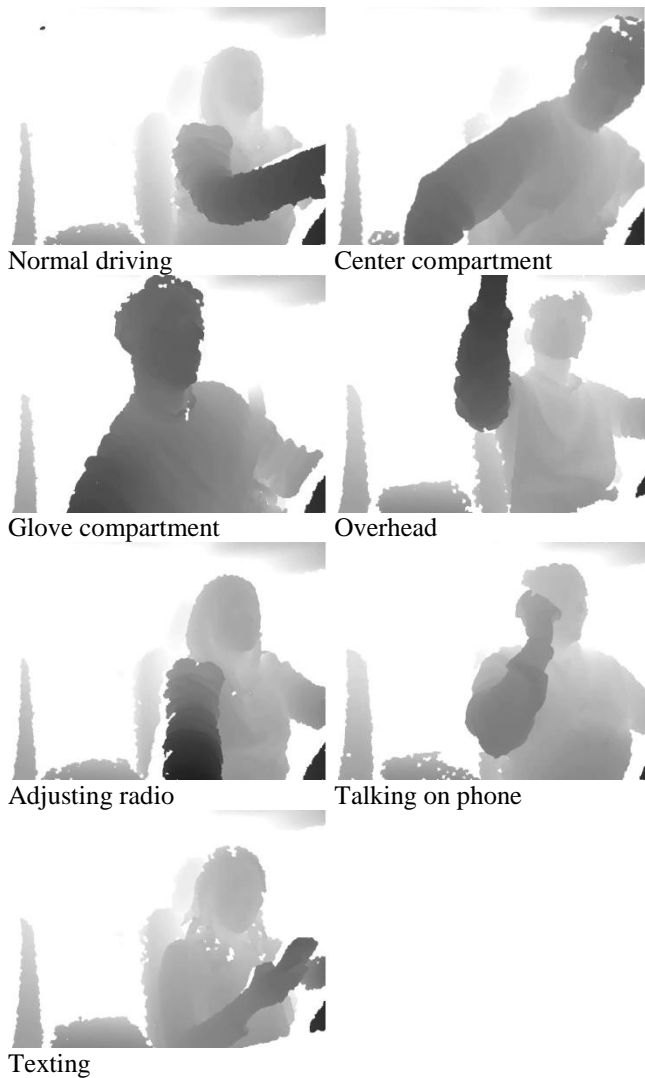 Normal driving
Center compartment
Glove compartment
Overhead
Adjusting radio
Talking on phone
Texting